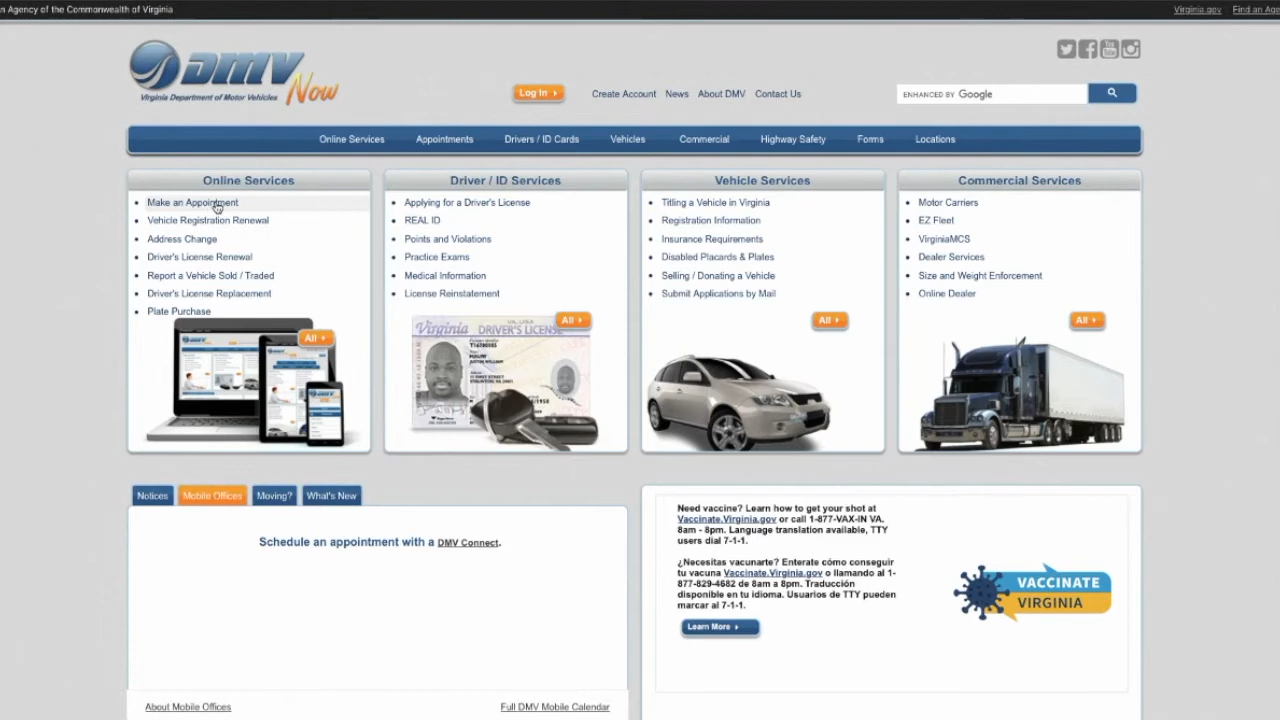 n Agency of the Commonwealth of Virginia
Virginia.gov
Find an Age
DMV
Now
Virginia Department of Motor Vehicles
Log In
Create Account
News
About DMV
Contact Us
ENHANCED BY Google
Online Services
Appointments
Drivers / ID Cards
Vehicles
Commercial
Highway Safety
Forms
Locations
Online Services
Make an Appointment
Vehicle Registration Renewal
Address Change
Driver's License Renewal
Report a Vehicle Sold / Traded
Driver's License Replacement
Plate Purchase
All
Driver / ID Services
Applying for a Driver's License
REAL ID
Points and Violations
Practice Exams
Medical Information
License Reinstatement
All
Virginia DRIVER'S LICENSE
Vehicle Services
Titling a Vehicle in Virginia
Registration Information
Insurance Requirements
Disabled Placards & Plates
Selling / Donating a Vehicle
Submit Applications by Mail
All
Commercial Services
Motor Carriers
EZ Fleet
VirginiaMCS
Dealer Services
Size and Weight Enforcement
Online Dealer
All
Notices
Mobile Offices
Moving?
What's New
Schedule an appointment with a DMV Connect.
About Mobile Offices
Full DMV Mobile Calendar
Need vaccine? Learn how to get your shot at
Vaccinate.Virginia.gov or call 1-877-VAX-IN VA.
8am - 8pm. Language translation available, TTY
users dial 7-1-1.
¿Necesitas vacunarte? Enterate cómo conseguir
tu vacuna Vaccinate.Virginia.gov o llamando al 1-
877-829-4682 de 8am a 8pm. Traducción
disponible en tu idioma. Usuarios de TTY pueden
marcar al 7-1-1.
Learn More
VACCINATE
VIRGINIA